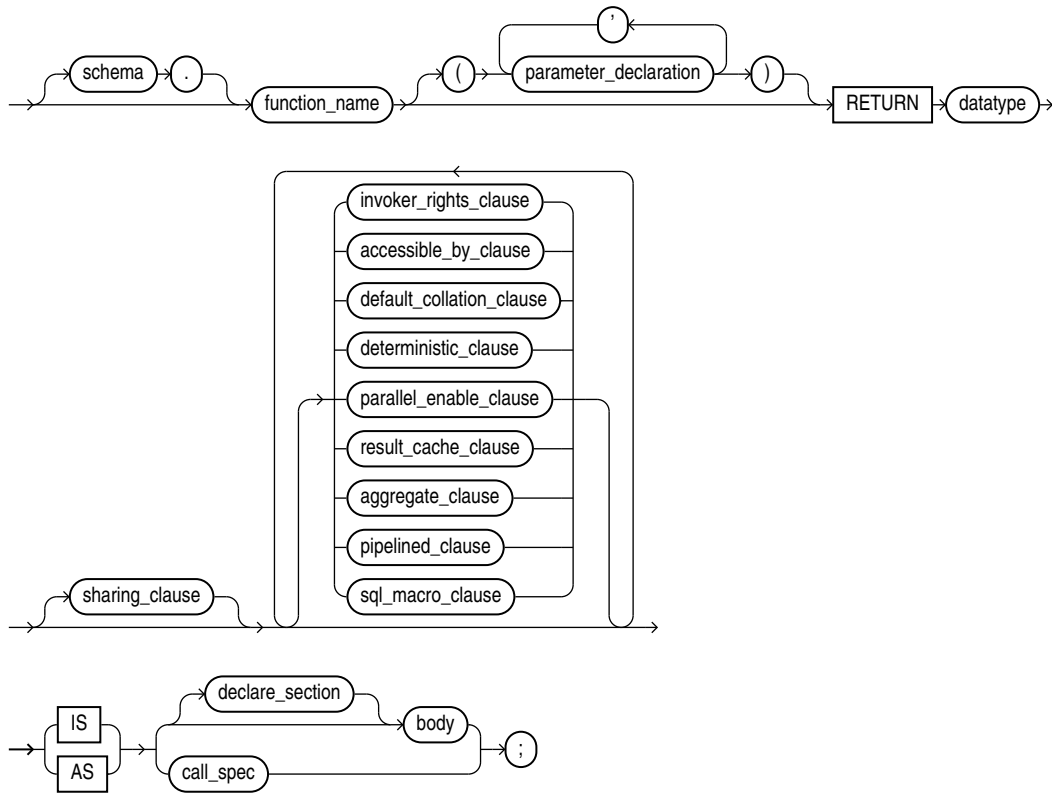 ,
schema . ( parameter_declaration )
function_name RETURN datatype
invoker_rights_clause
accessible_by_clause
default_collation_clause
deterministic_clause
parallel_enable_clause
result_cache_clause
aggregate_clause
pipelined_clause
sharing_clause sql_macro_clause
declare_section
IS body
;
AS call_spec